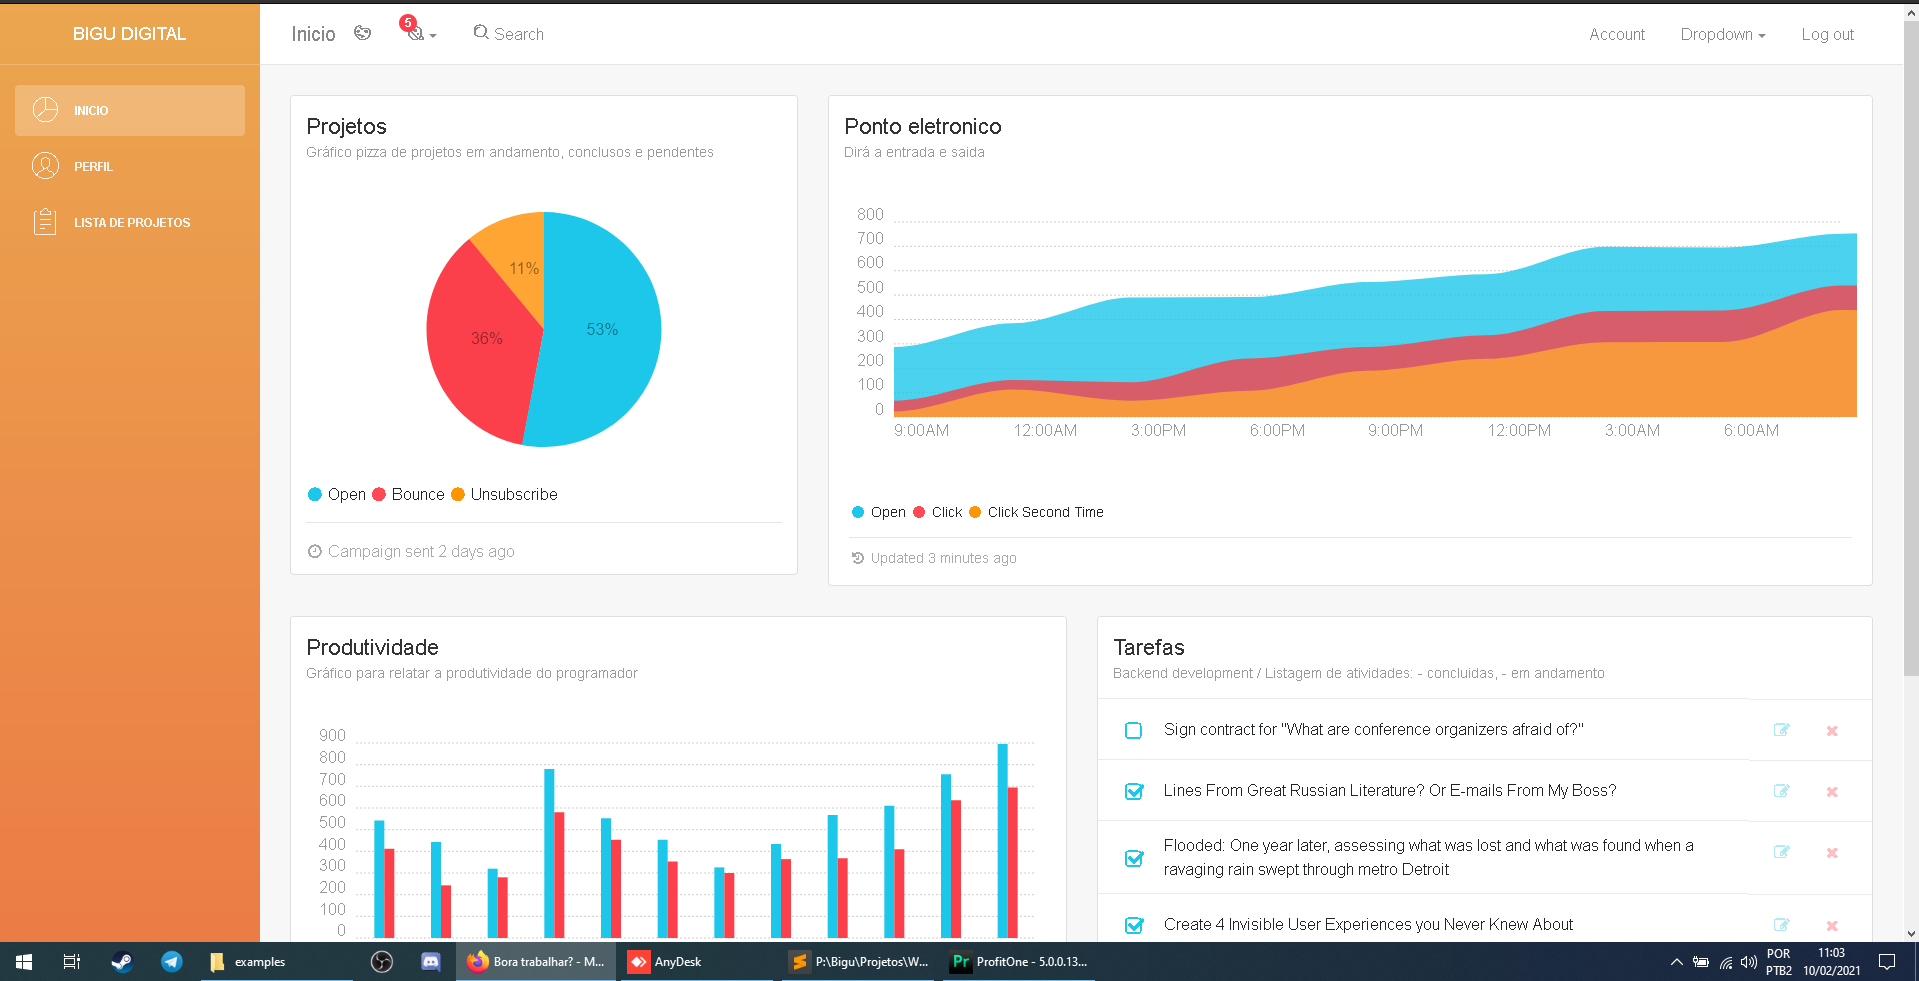 BIGU DIGITAL
INICIO
PERFIL
LISTA DE PROJETOS
Inicio
5
Search
Account
Dropdown
Log out
Projetos
Gráfico pizza de projetos em andamento, conclusos e pendentes
11%
36%
53%
Open Bounce Unsubscribe
Campaign sent 2 days ago
Ponto eletronico
Dirá a entrada e saida
800
700
600
500
400
300
200
100
0
9:00AM 12:00AM 3:00PM 6:00PM 9:00PM 12:00PM 3:00AM 6:00AM
Open Click Click Second Time
Updated 3 minutes ago
Produtividade
Gráfico para relatar a produtividade do programador
900
800
700
600
500
400
300
200
100
0
Tarefas
Backend development / Listagem de atividades: - concluidas, - em andamento
Sign contract for "What are conference organizers afraid of?"
Lines From Great Russian Literature? Or E-mails From My Boss?
Flooded: One year later, assessing what was lost and what was found when a
ravaging rain swept through metro Detroit
Create 4 Invisible User Experiences you Never Knew About
examples
Bora trabalhar? - M...
AnyDesk
P:\Bigu\Projetos\W...
Pr
ProfitOne - 5.0.0.13...
POR
PTB2
11:03
10/02/2021